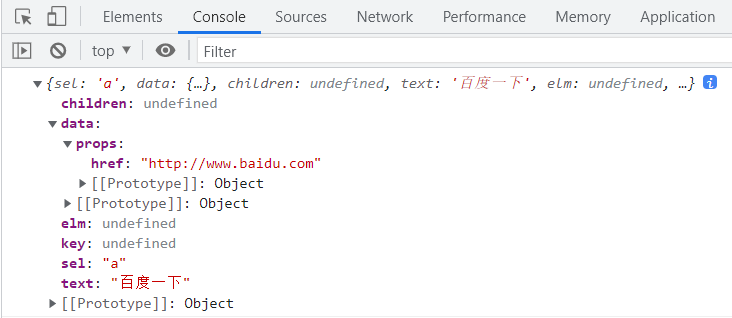 Elements Console Sources Network Performance Memory Application
top Filter
{sel: 'a', data: {…}, children: undefined, text: '百度一下', elm: undefined, …} i
children: undefined
data:
props:
href: "http://www.baidu.com"
[[Prototype]]: Object
[[Prototype]]: Object
elm: undefined
key: undefined
sel: "a"
text: "百度一下"
[[Prototype]]: Object